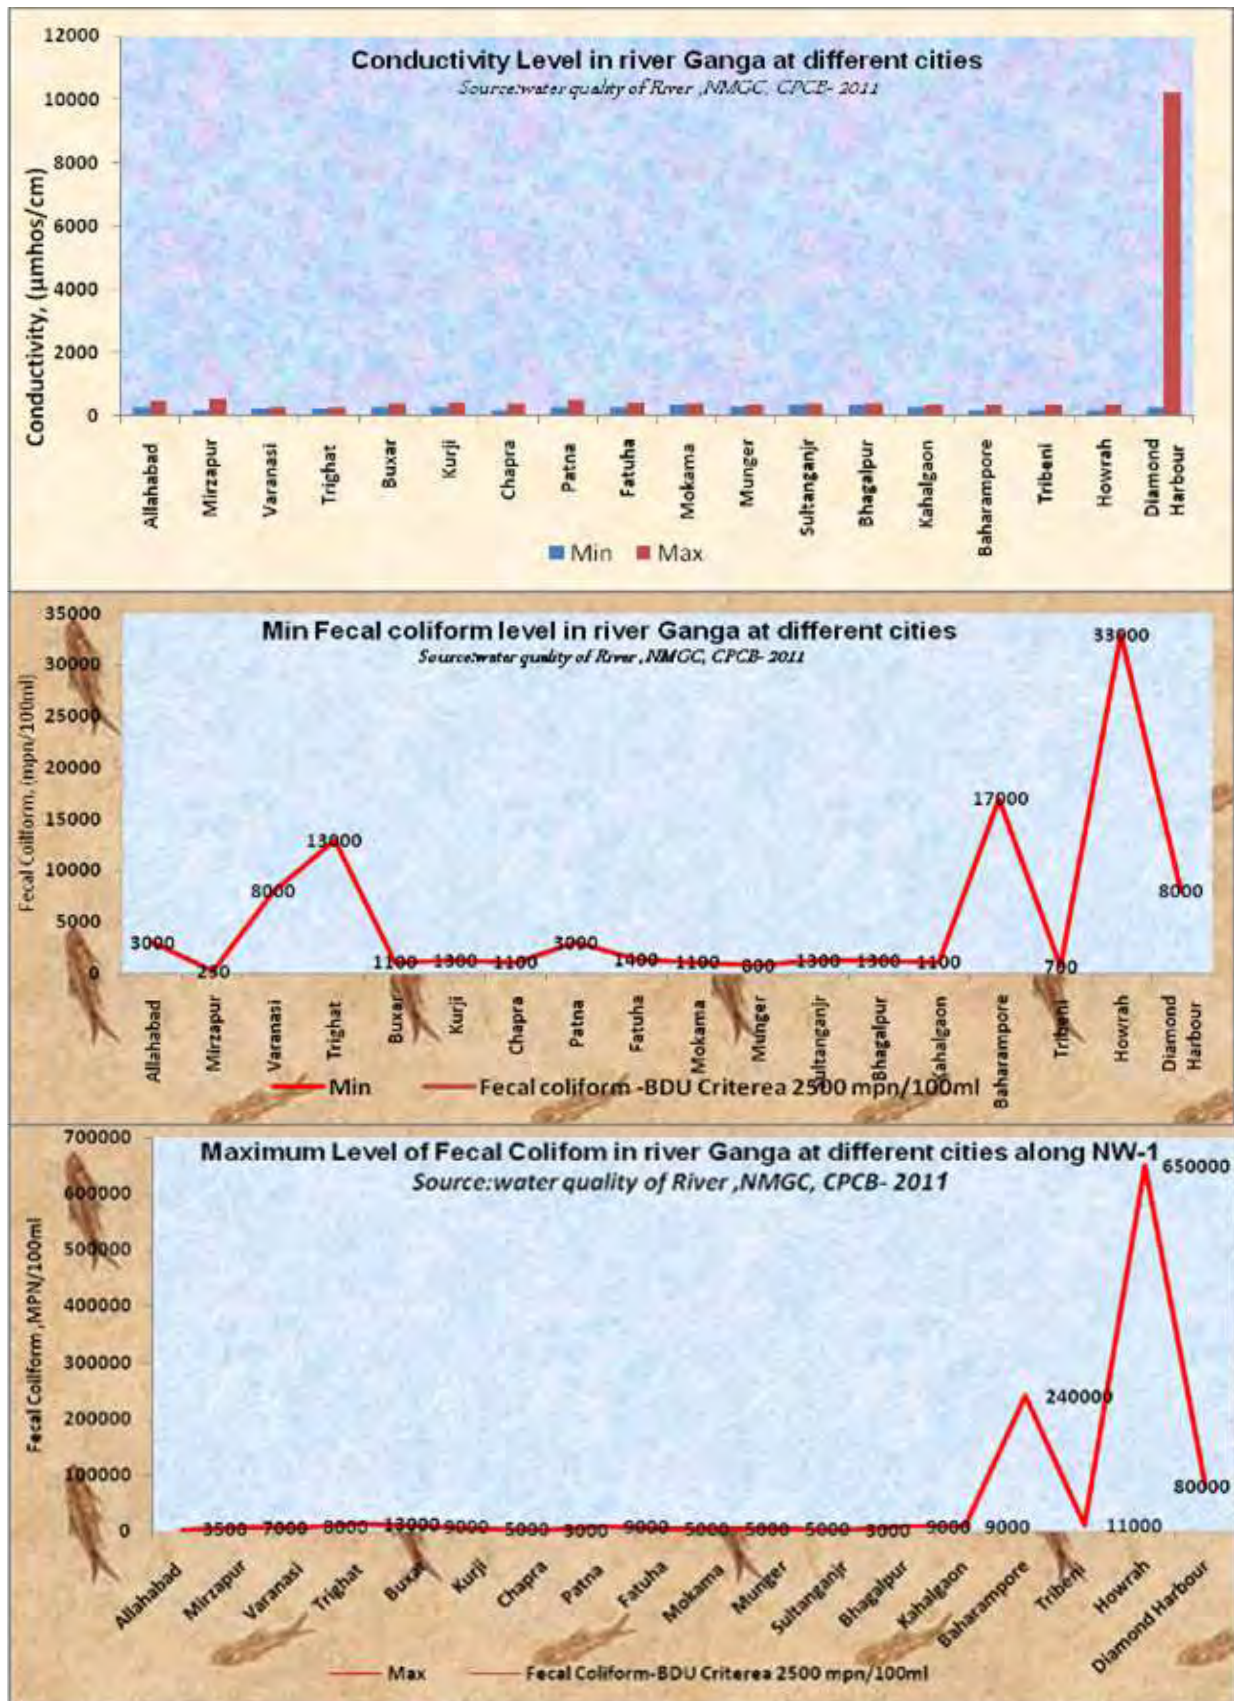 Conductivity Level in river Ganga at different cities
Source:water quality of River ,NMGC, CPCB- 2011
Conductivity, (µmhos/cm)
12000
10000
8000
6000
4000
2000
0
Allahabad
Mirzapur
Varanasi
Trighat
Buxar
Kurji
Chapra
Patna
Fatuha
Mokama
Munger
Sultanganjr
Bhagalpur
Kahalgaon
Baharampore
Tribeni
Howrah
Diamond
Harbour
Min Max
Min Fecal coliform level in river Ganga at different cities
Source:water quality of River ,NMGC, CPCB- 2011
Fecal Coilform, (mpn/100ml)
35000
30000
25000
20000
15000
10000
5000
0
3000
230
8000
13000
1100
1300
1100
3000
1400
1100
800
1300
1300
1100
17000
700
33000
8000
Allahabad
Mirzapur
Varanasi
Trighat
Buxar
Kurji
Chapra
Patna
Fatuha
Mokama
Munger
Sultanganjr
Bhagalpur
Kahalgaon
Baharampore
Tribeni
Howrah
Diamond
Harbour
Min Fecal coliform -BDU Criterea 2500 mpn/100ml
Maximum Level of Fecal Colifom in river Ganga at different cities along NW-1
Source:water quality of River ,NMGC, CPCB- 2011
Fecal Coilform ,MPN/100ml
700000
600000
500000
400000
300000
200000
100000
0
3500
7000
8000
13000
9000
5000
3000
9000
5000
5000
5000
3000
9000
9000
240000
11000
650000
80000
Allahabad
Mirzapur
Varanasi
Trighat
Buxar
Kurji
Chapra
Patna
Fatuha
Mokama
Munger
Sultanganjr
Bhagalpur
Kahalgaon
Baharampore
Tribeni
Howrah
Diamond Harbour
Max Fecal Coliform-BDU Criterea 2500 mpn/100ml